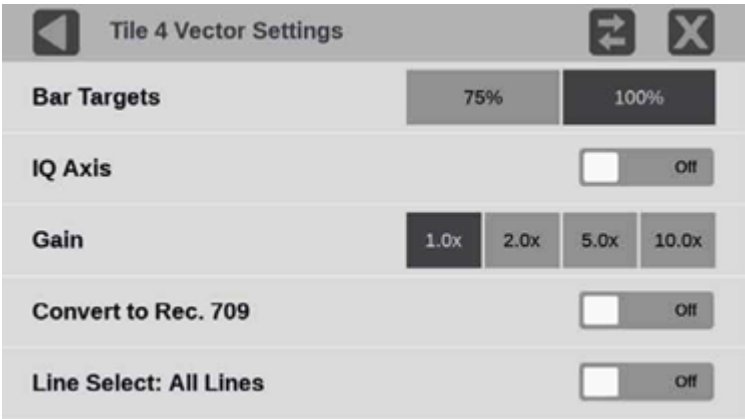 Tile 4 Vector Settings
Bar Targets 75% 100%
IQ Axis Off
Gain 1.0x 2.0x 5.0x 10.0x
Convert to Rec. 709 Off
Line Select: All Lines Off